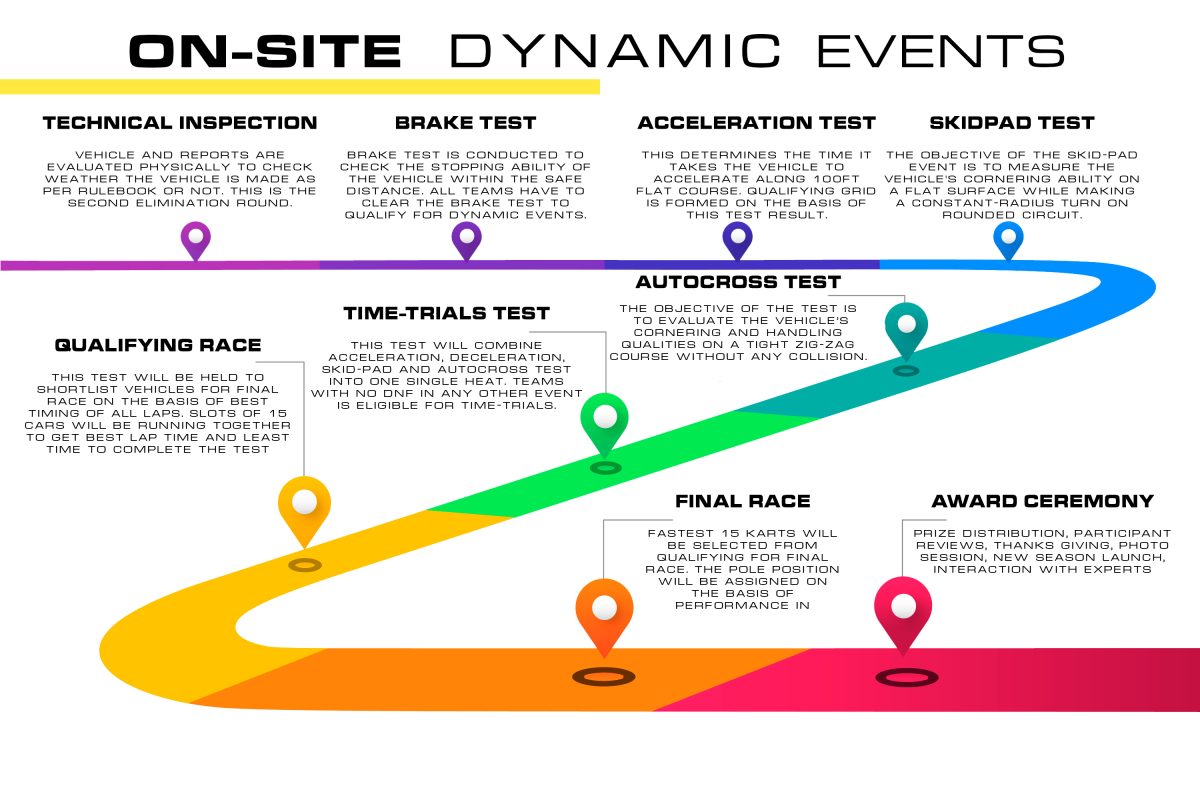 ON-SITE DYNAMIC EVENTS
TECHNICAL INSPECTION
VEHICLE AND REPORTS ARE
EVALUATED PHYSICALLY TO CHECK
WEATHER THE VEHICLE IS MADE AS
PER RULEBOOK OR NOT. THIS IS THE
SECOND ELIMINATION ROUND.
BRAKE TEST
BRAKE TEST IS CONDUCTED TO
CHECK THE STOPPING ABILITY OF
THE VEHICLE WITHIN THE SAFE
DISTANCE. ALL TEAMS HAVE TO
CLEAR THE BRAKE TEST TO
QUALIFY FOR DYNAMIC EVENTS.
ACCELERATION TEST
THIS DETERMINES THE TIME IT
TAKES THE VEHICLE TO
ACCELERATE ALONG 100FT
FLAT COURSE. QUALIFYING GRID
IS FORMED ON THE BASIS OF
THIS TEST RESULT.
SKIDPAD TEST
THE OBJECTIVE OF THE SKID-PAD
EVENT IS TO MEASURE THE
VEHICLE'S CORNERING ABILITY ON
A FLAT SURFACE WHILE MAKING
A CONSTANT-RADIUS TURN ON
ROUNDED CIRCUIT.
AUTOCROSS TEST
THE OBJECTIVE OF THE TEST IS
TO EVALUATE THE VEHICLE'S
CORNERING AND HANDLING
QUALITIES ON A TIGHT ZIG-ZAG
COURSE WITHOUT ANY COLLISION.
TIME-TRIALS TEST
THIS TEST WILL COMBINE
ACCELERATION, DECELERATION,
SKID-PAD AND AUTOCROSS TEST
INTO ONE SINGLE HEAT. TEAMS
WITH NO DNF IN ANY OTHER EVENT
IS ELIGIBLE FOR TIME-TRIALS.
QUALIFYING RACE
THIS TEST WILL BE HELD TO
SHORTLIST VEHICLES FOR FINAL
RACE ON THE BASIS OF BEST
TIMING OF ALL LAPS. SLOTS OF 15
CARS WILL BE RUNNING TOGETHER
TO GET BEST LAP TIME AND LEAST
TIME TO COMPLETE THE TEST
FINAL RACE
FASTEST 15 KARTS WILL
BE SELECTED FROM
QUALIFYING FOR FINAL
RACE. THE POLE POSITION
WILL BE ASSIGNED ON
THE BASIS OF
PERFORMANCE IN
AWARD CEREMONY
PRIZE DISTRIBUTION, PARTICIPANT
REVIEWS, THANKS GIVING, PHOTO
SESSION, NEW SEASON LAUNCH,
INTERACTION WITH EXPERTS